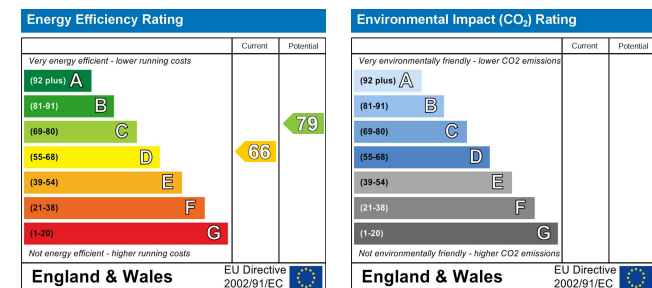 Energy Efficiency Rating
Current Potential
Very energy efficient - lower running costs
(92 plus) A
(81-91) B
(69-80) C
(55-68) D
(39-54) E
(21-38) F
(1-20) G
66
79
Not energy efficient - higher running costs
England & Wales
EU Directive
2002/91/EC
Environmental Impact (CO₂) Rating
Current Potential
Very environmentally friendly - lower CO2 emissions
(92 plus) A
(81-91) B
(69-80) C
(55-68) D
(39-54) E
(21-38) F
(1-20) G
Not environmentally friendly - higher CO2 emissions
England & Wales
EU Directive
2002/91/EC